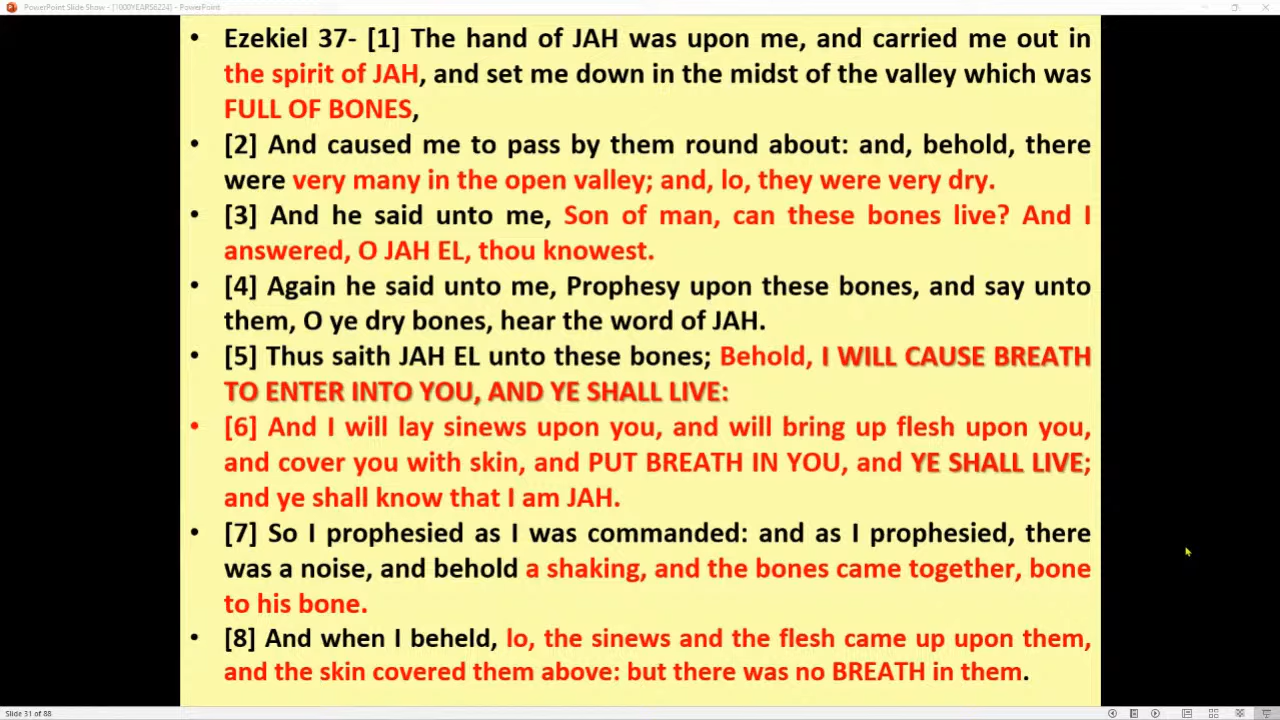 PowerPoint Slide Show - [1000YEARS6224] - PowerPoint
• Ezekiel 37- [1] The hand of JAH was upon me, and carried me out in
the spirit of JAH, and set me down in the midst of the valley which was
FULL OF BONES,
• [2] And caused me to pass by them round about: and, behold, there
were very many in the open valley; and, lo, they were very dry.
• [3] And he said unto me, Son of man, can these bones live? And I
answered, O JAH EL, thou knowest.
• [4] Again he said unto me, Prophesy upon these bones, and say unto
them, O ye dry bones, hear the word of JAH.
• [5] Thus saith JAH EL unto these bones; Behold, I WILL CAUSE BREATH
TO ENTER INTO YOU, AND YE SHALL LIVE:
• [6] And I will lay sinews upon you, and will bring up flesh upon you,
and cover you with skin, and PUT BREATH IN YOU, and YE SHALL LIVE;
and ye shall know that I am JAH.
• [7] So I prophesied as I was commanded: and as I prophesied, there
was a noise, and behold a shaking, and the bones came together, bone
to his bone.
• [8] And when I beheld, lo, the sinews and the flesh came up upon them,
and the skin covered them above: but there was no BREATH in them.
Slide 31 of 88